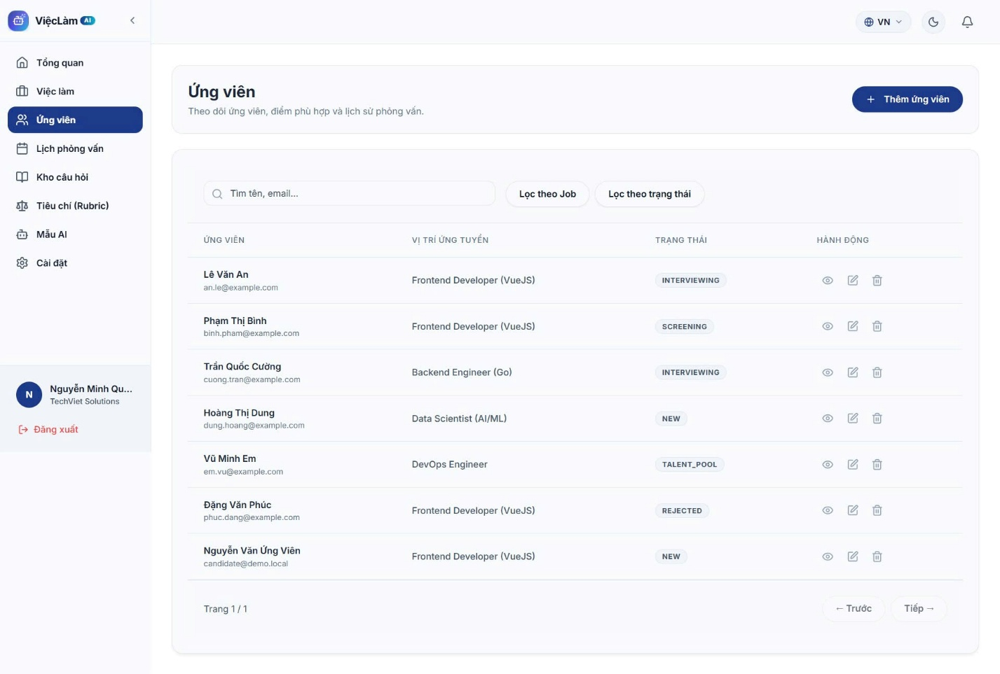 ViệcLàm AI
VN
Tổng quan
Việc làm
Ứng viên
Lịch phỏng vấn
Kho câu hỏi
Tiêu chí (Rubric)
Mẫu AI
Cài đặt
N
Nguyễn Minh Qu...
TechViet Solutions
Đăng xuất
Ứng viên
Theo dõi ứng viên, điểm phù hợp và lịch sử phỏng vấn.
+ Thêm ứng viên
Tìm tên, email...
Lọc theo Job
Lọc theo trạng thái
ỨNG VIÊN VỊ TRÍ ỨNG TUYỂN TRẠNG THÁI HÀNH ĐỘNG
Lê Văn An
an.le@example.com
Frontend Developer (VueJS)
INTERVIEWING
Phạm Thị Bình
binh.pham@example.com
Frontend Developer (VueJS)
SCREENING
Trần Quốc Cường
cuong.tran@example.com
Backend Engineer (Go)
INTERVIEWING
Hoàng Thị Dung
dung.hoang@example.com
Data Scientist (AI/ML)
NEW
Vũ Minh Em
em.vu@example.com
DevOps Engineer
TALENT_POOL
Đặng Văn Phúc
phuc.dang@example.com
Frontend Developer (VueJS)
REJECTED
Nguyễn Văn Ứng Viên
candidate@demo.local
Frontend Developer (VueJS)
NEW
Trang 1 / 1
← Trước
Tiếp →